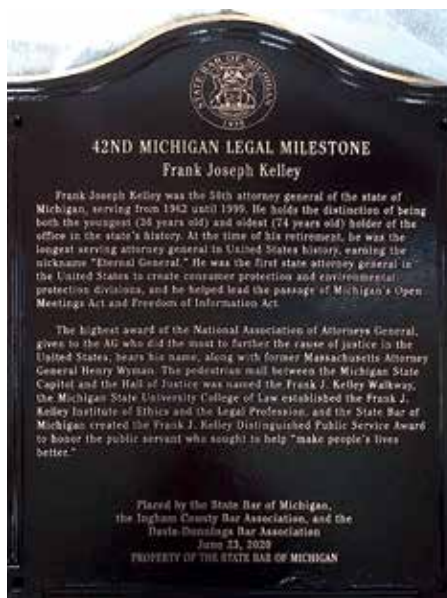 STATE BAR OF MICHIGAN
1935
42ND MICHIGAN LEGAL MILESTONE
Frank Joseph Kelley
Frank Joseph Kelley was the 50th attorney general of the state of
Michigan, serving from 1962 until 1999. He holds the distinction of being
both the youngest (36 years old) and oldest (74 years old) holder of the
office in the state's history. At the time of his retirement, he was the
longest serving attorney general in United States history, earning the
nickname "Eternal General." He was the first state attorney general in
the United States to create consumer protection and environmental
protection divisions, and he helped lead the passage of Michigan's Open
Meetings Act and Freedom of Information Act
The highest award of the National Association of Attorneys General,
given to the AG who did the most to further the cause of justice in the
United States, bears his name, along with former Massachusetts Attorney
General Henry Wyman. The pedestrian mall between the Michigan State
Capitol and the Hall of Justice was named the Frank J. Kelley Walkway,
the Michigan State University College of Law established the Frank J.
Kelley Institute of Ethics and the Legal Profession, and the State Bar of
Michigan created the Frank J. Kelley Distinguished Public Service Award
to honor the public servant who sought to help "make people's lives
better."
Placed by the State Bar of Michigan,
the Ingham County Bar Association, and the
Davis-Dunnings Bar Association
June 23, 2020
PROPERTY OF THE STATE BAR OF MICHIGAN